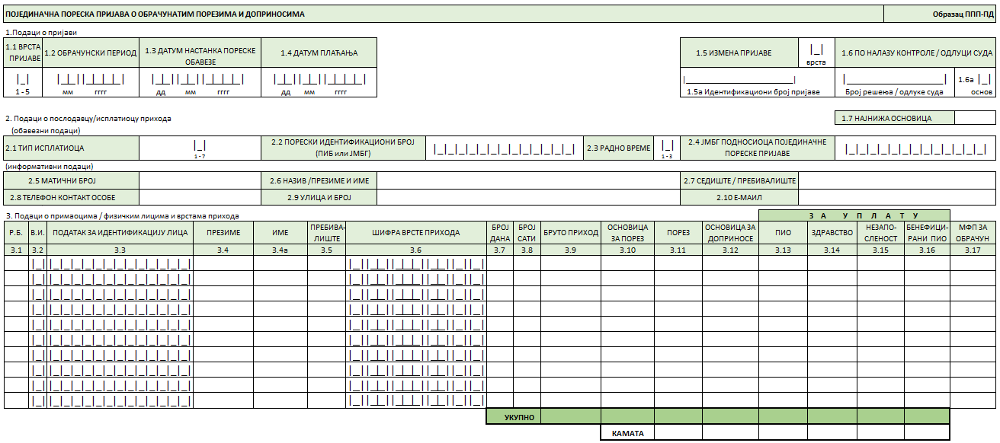 ПОЈЕДИНАЧНА ПОРЕСКА ПРИЈАВА О ОБРАЧУНАТИМ ПОРЕЗИМА И ДОПРИНОСИМА Образац ППП-ПД
1.Подаци о пријави
1.1 ВРСТА ПРИЈАВЕ
1.2 ОБРАЧУНСКИ ПЕРИОД
1.3 ДАТУМ НАСТАНКА ПОРЕСКЕ ОБАВЕЗЕ
1.4 ДАТУМ ПЛАЋАЊА
1.5 ИЗМЕНА ПРИЈАВЕ
врста
1.6 ПО НАЛАЗУ КОНТРОЛЕ / ОДЛУЦИ СУДА
1 - 5
мм гггг
дд мм гггг
дд мм гггг
1.5а Идентификациони број пријаве
Број решења / одлуке суда
1.6а
основ
2. Подаци о послодавцу/исплатиоцу прихода
(обавезни подаци)
1.7 НАЈНИЖА ОСНОВИЦА
2.1 ТИП ИСПЛАТИОЦА
1 - 7
2.2 ПОРЕСКИ ИДЕНТИФИКАЦИОНИ БРОЈ
(ПИБ или ЈМБГ)
2.3 РАДНО ВРЕМЕ
1 - 3
2.4 ЈМБГ ПОДНОСИОЦА ПОЈЕДИНАЧНЕ
ПОРЕСКЕ ПРИЈАВЕ
(информативни подаци)
2.5 МАТИЧНИ БРОЈ 2.6 НАЗИВ /ПРЕЗИМЕ И ИМЕ 2.7 СЕДИШТЕ / ПРЕБИВАЛИШТЕ
2.8 ТЕЛЕФОН КОНТАКТ ОСОБЕ 2.9 УЛИЦА И БРОЈ 2.10 Е-МАИЛ
3. Подаци о примаоцима / физичким лицима и врстама прихода
З А У П Л А Т У
Р.Б.
В.И.
ПОДАТАК ЗА ИДЕНТИФИКАЦИЈУ ЛИЦА
ПРЕЗИМЕ
ИМЕ
ПРЕБИВА-
ЛИШТЕ
ШИФРА ВРСТЕ ПРИХОДА
БРОЈ
ДАНА
БРОЈ
САТИ
БРУТО ПРИХОД
ОСНОВИЦА
ЗА ПОРЕЗ
ПОРЕЗ
ОСНОВИЦА ЗА
ДОПРИНОСЕ
ПИО
ЗДРАВСТВО
НЕЗАПО-
СЛЕНОСТ
БЕНЕФИЦИ-
РАНИ ПИО
МФП ЗА
ОБРАЧУН
3.1 3.2 3.3 3.4 3.4а 3.5 3.6 3.7 3.8 3.9 3.10 3.11 3.12 3.13 3.14 3.15 3.16 3.17
УКУПНО
КАМАТА